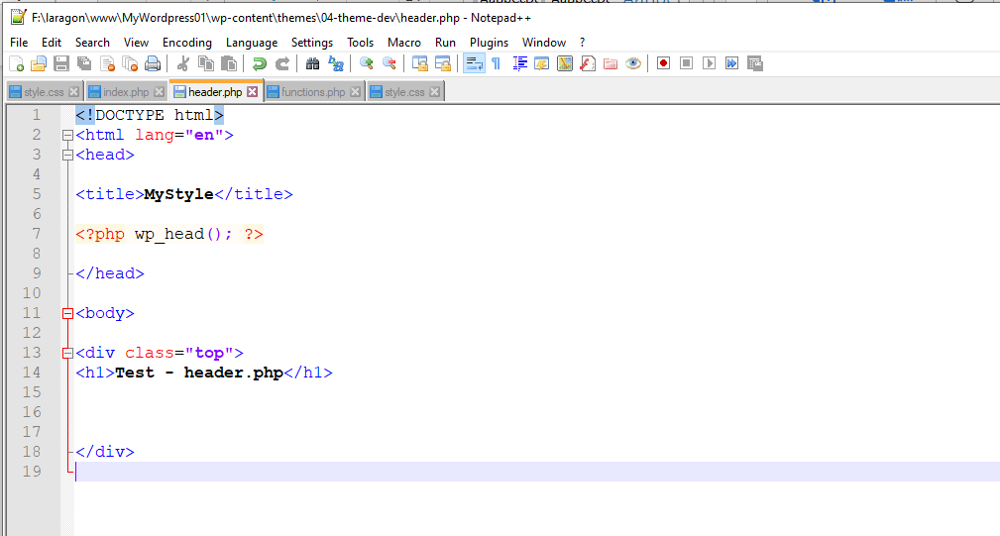 F:\laragon\www\MyWordpress01\wp-content\themes\04-theme-dev\header.php - Notepad++
File Edit Search View Encoding Language Settings Tools Macro Run Plugins Window ?
style.css index.php header.php functions.php style.css
1 <!DOCTYPE html>
2 <html lang="en">
3 <head>
4
5 <title>MyStyle</title>
6
7 <?php wp_head(); ?>
8
9 </head>
10
11 <body>
12
13 <div class="top">
14 <h1>Test - header.php</h1>
15
16
17
18 </div>
19